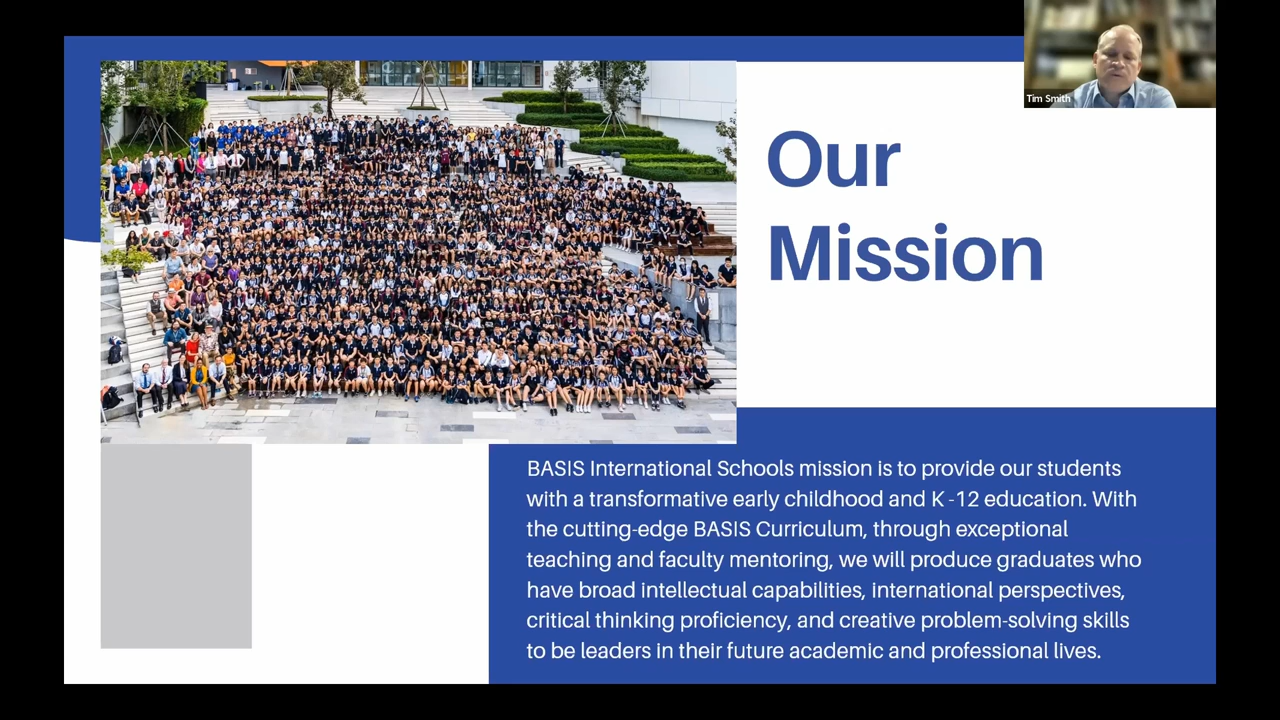 Tim Smith
Our
Mission
BASIS International Schools mission is to provide our students
with a transformative early childhood and K -12 education. With
the cutting-edge BASIS Curriculum, through exceptional
teaching and faculty mentoring, we will produce graduates who
have broad intellectual capabilities, international perspectives,
critical thinking proficiency, and creative problem-solving skills
to be leaders in their future academic and professional lives.